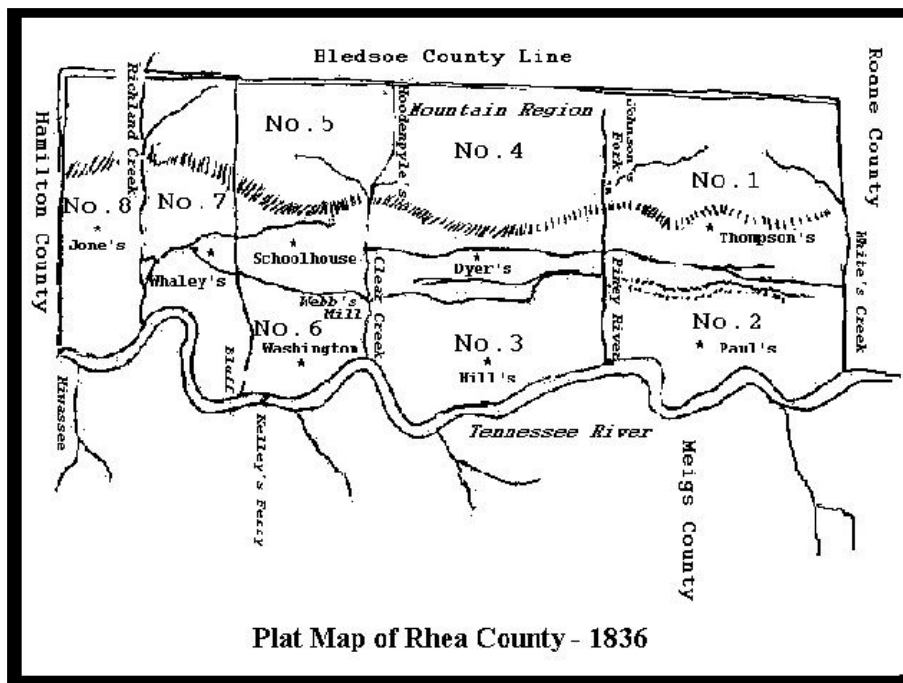 Bledsoe County Line
Roane County
Hamilton County
Richland Creek
Hoodenpyle's
Mountain Region
Johnson's
Fork
No.5
No.4
No.1
No.8
No.7
Jone's
Whaley's
Schoolhouse
Dyer's
Thompson's
White's Creek
Clear Creek
Webb's
Mill
Piney River
No.6
No.3
No.2
Washington
Hill's
Paul's
Bluff
Hiwassee
Kelley's Ferry
Tennessee River
Meigs County
Plat Map of Rhea County - 1836